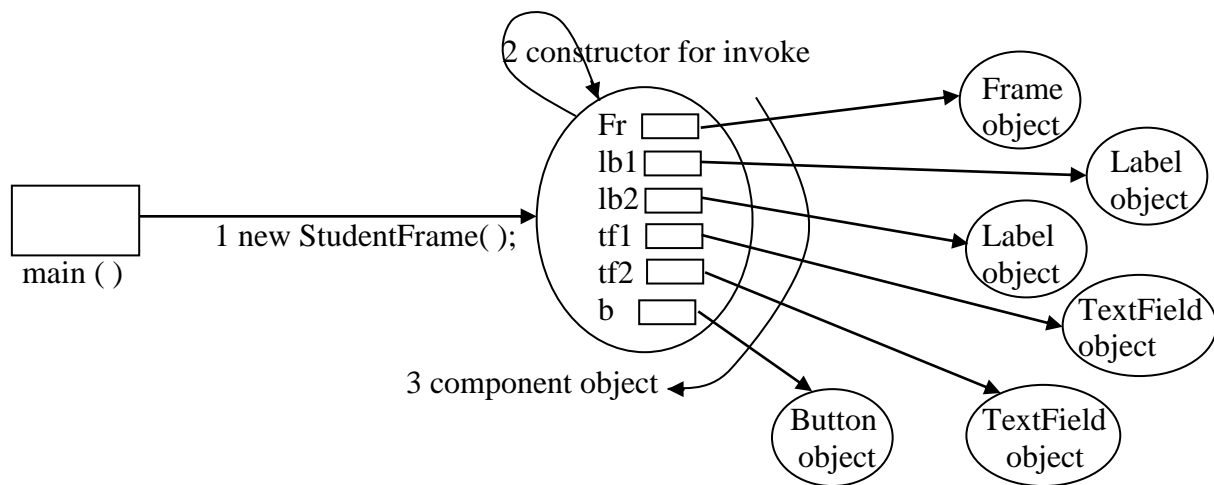 2 constructor for invoke
Fr
lb1
lb2
tf1
tf2
b
Frame
object
Label
object
Label
object
TextField
object
TextField
object
Button
object
1 new StudentFrame( );
main ( )
3 component object